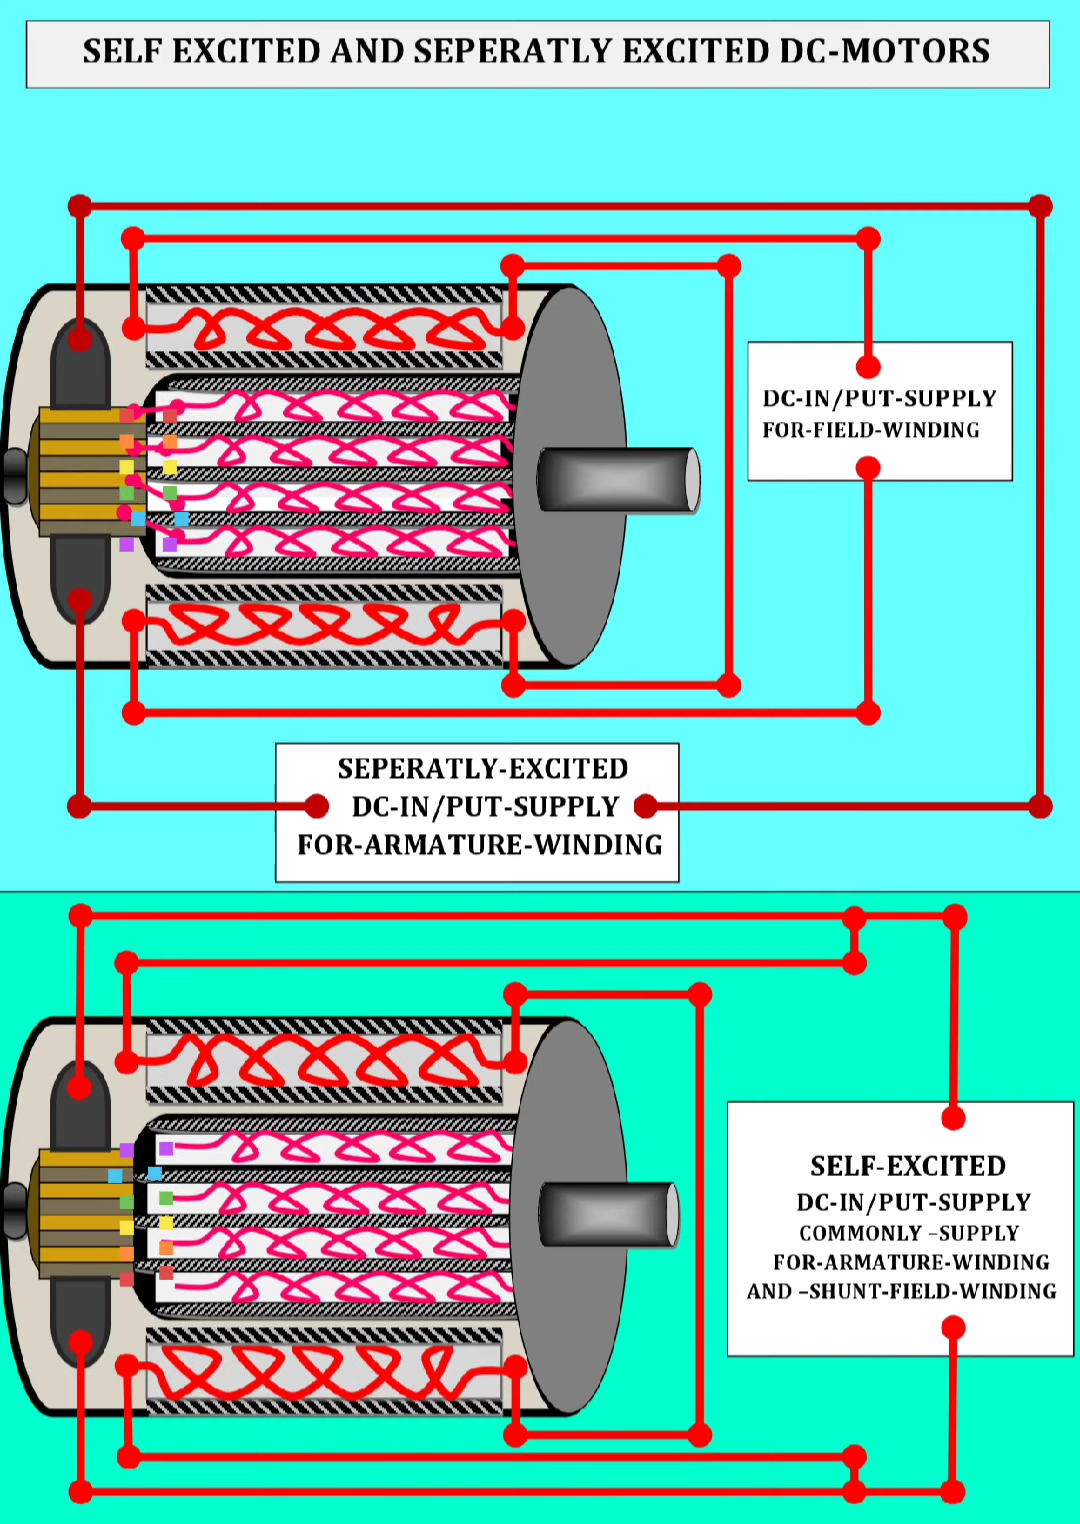 SELF EXCITED AND SEPERATLY EXCITED DC-MOTORS
DC-IN/PUT-SUPPLY
FOR-FIELD-WINDING
SEPERATLY-EXCITED
DC-IN/PUT-SUPPLY
FOR-ARMATURE-WINDING
SELF-EXCITED
DC-IN/PUT-SUPPLY
COMMONLY –SUPPLY
FOR-ARMATURE-WINDING
AND –SHUNT-FIELD-WINDING